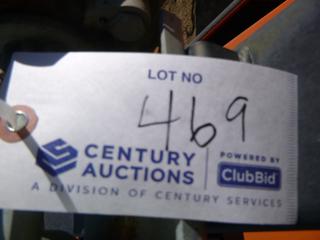 LOT NO
469
CENTURY AUCTIONS
POWERED BY
ClubBid
A DIVISION OF CENTURY SERVICES